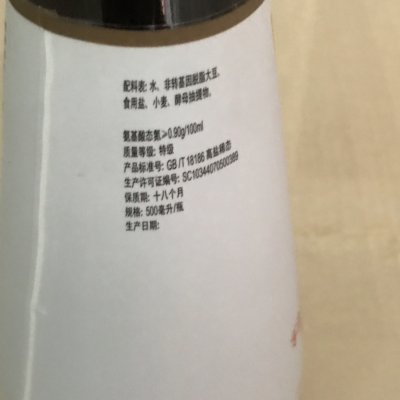 配料表: 水、非转基因脱脂大豆、
食用盐、小麦、酵母抽提物。
氨基酸态氮≥0.90g/100ml
质量等级: 特级
产品标准号: GB/T 18186 高盐稀态
生产许可证编号: SC10344070500389
保质期: 十八个月
规格: 500毫升/瓶
生产日期: